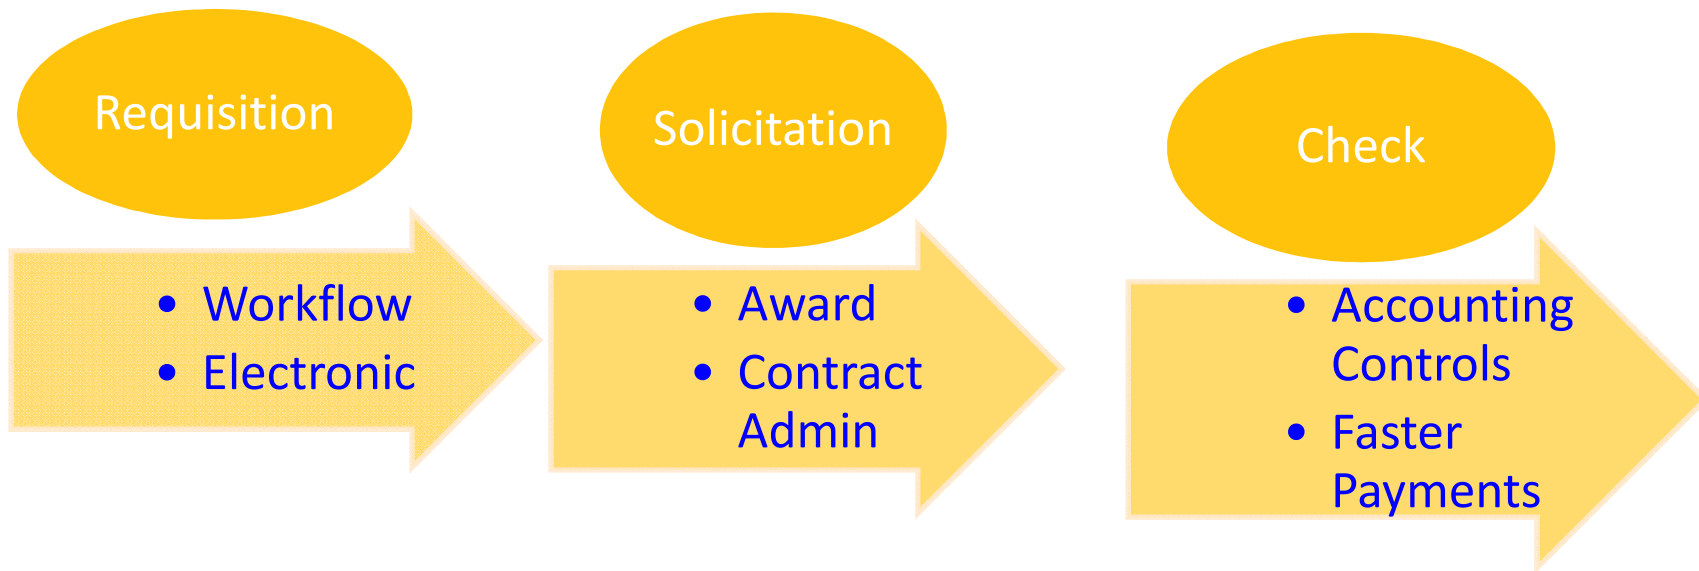 Requisition
• Workflow
• Electronic
Solicitation
• Award
• Contract
Admin
Check
• Accounting
Controls
• Faster
Payments